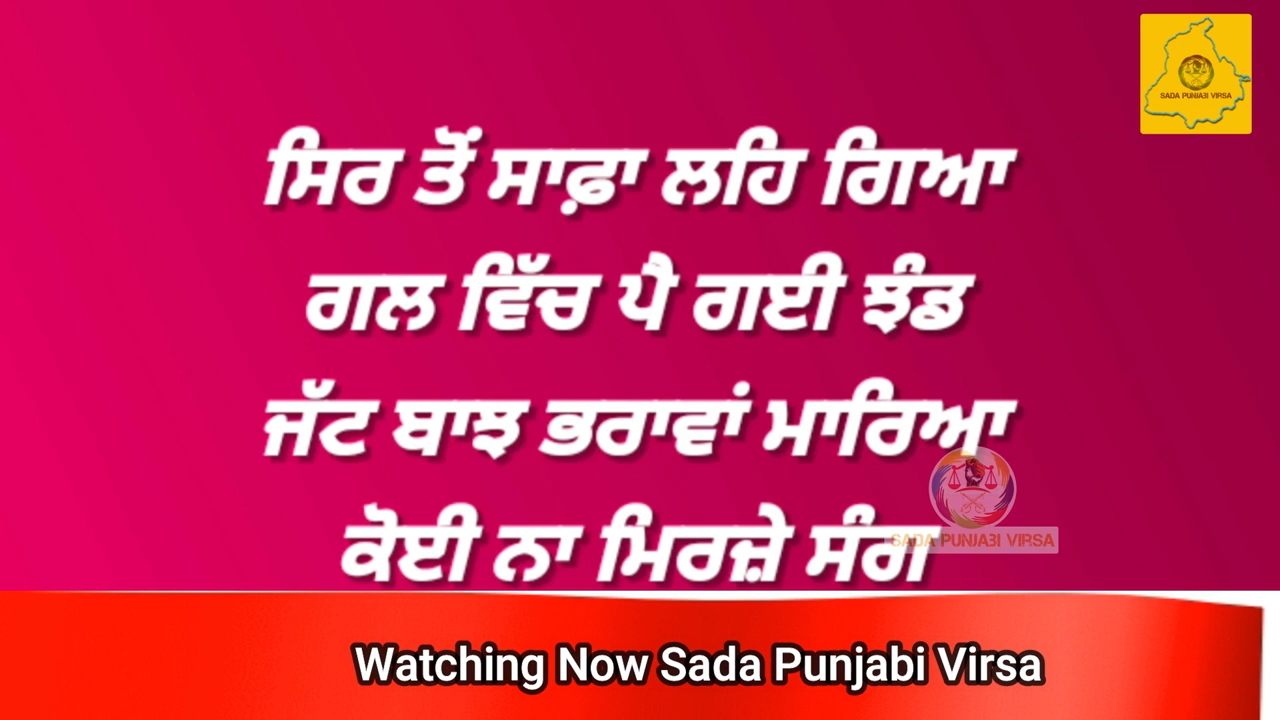 SADA PUNJABI VIRSA
ਸਿਰ ਤੋਂ ਸਾਫ਼ਾ ਲਹਿ ਗਿਆ
ਗਲ ਵਿੱਚ ਪੈ ਗਈ ਝੰਡ
ਜੱਟ ਬਾਝ ਭਰਾਵਾਂ ਮਾਰਿਆ
ਕੋਈ ਨਾ ਮਿਰਜ਼ੇ ਸੰਗ
SADA PUNJABI VIRSA
Watching Now Sada Punjabi Virsa